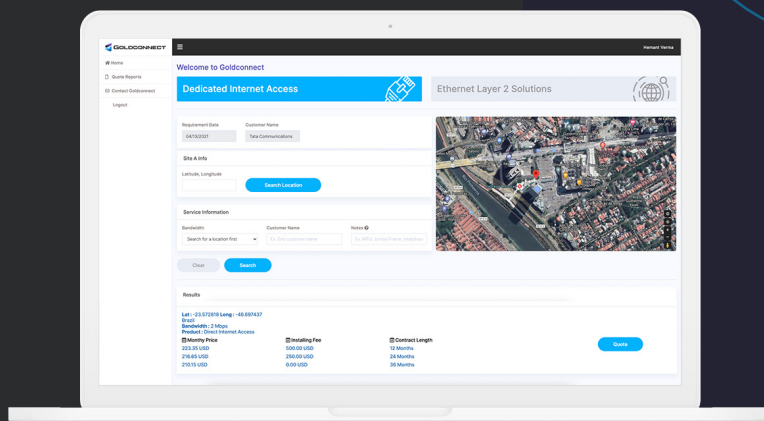 GOLDCONNECT
Hemant Verma
Home
Quote Reports
Contact Goldconnect
Logout
Welcome to Goldconnect
Dedicated Internet Access
Ethernet Layer 2 Solutions
Requirement Date
Customer Name
04/13/2021
Tata Communications
Site A Info
Latitude, Longitude
Search Location
Service Information
Bandwidth
Customer Name
Notes
Search for a location first
Ex. End customer name
Clear
Search
Results
Lat : -23.572818 Long : -46.697437
Brazil
Bandwidth : 2 Mbps
Product : Direct Internet Access
Monthy Price
Installing Fee
Contract Length
223.35 USD
500.00 USD
12 Months
216.65 USD
250.00 USD
24 Months
210.15 USD
0.00 USD
36 Months
Quote